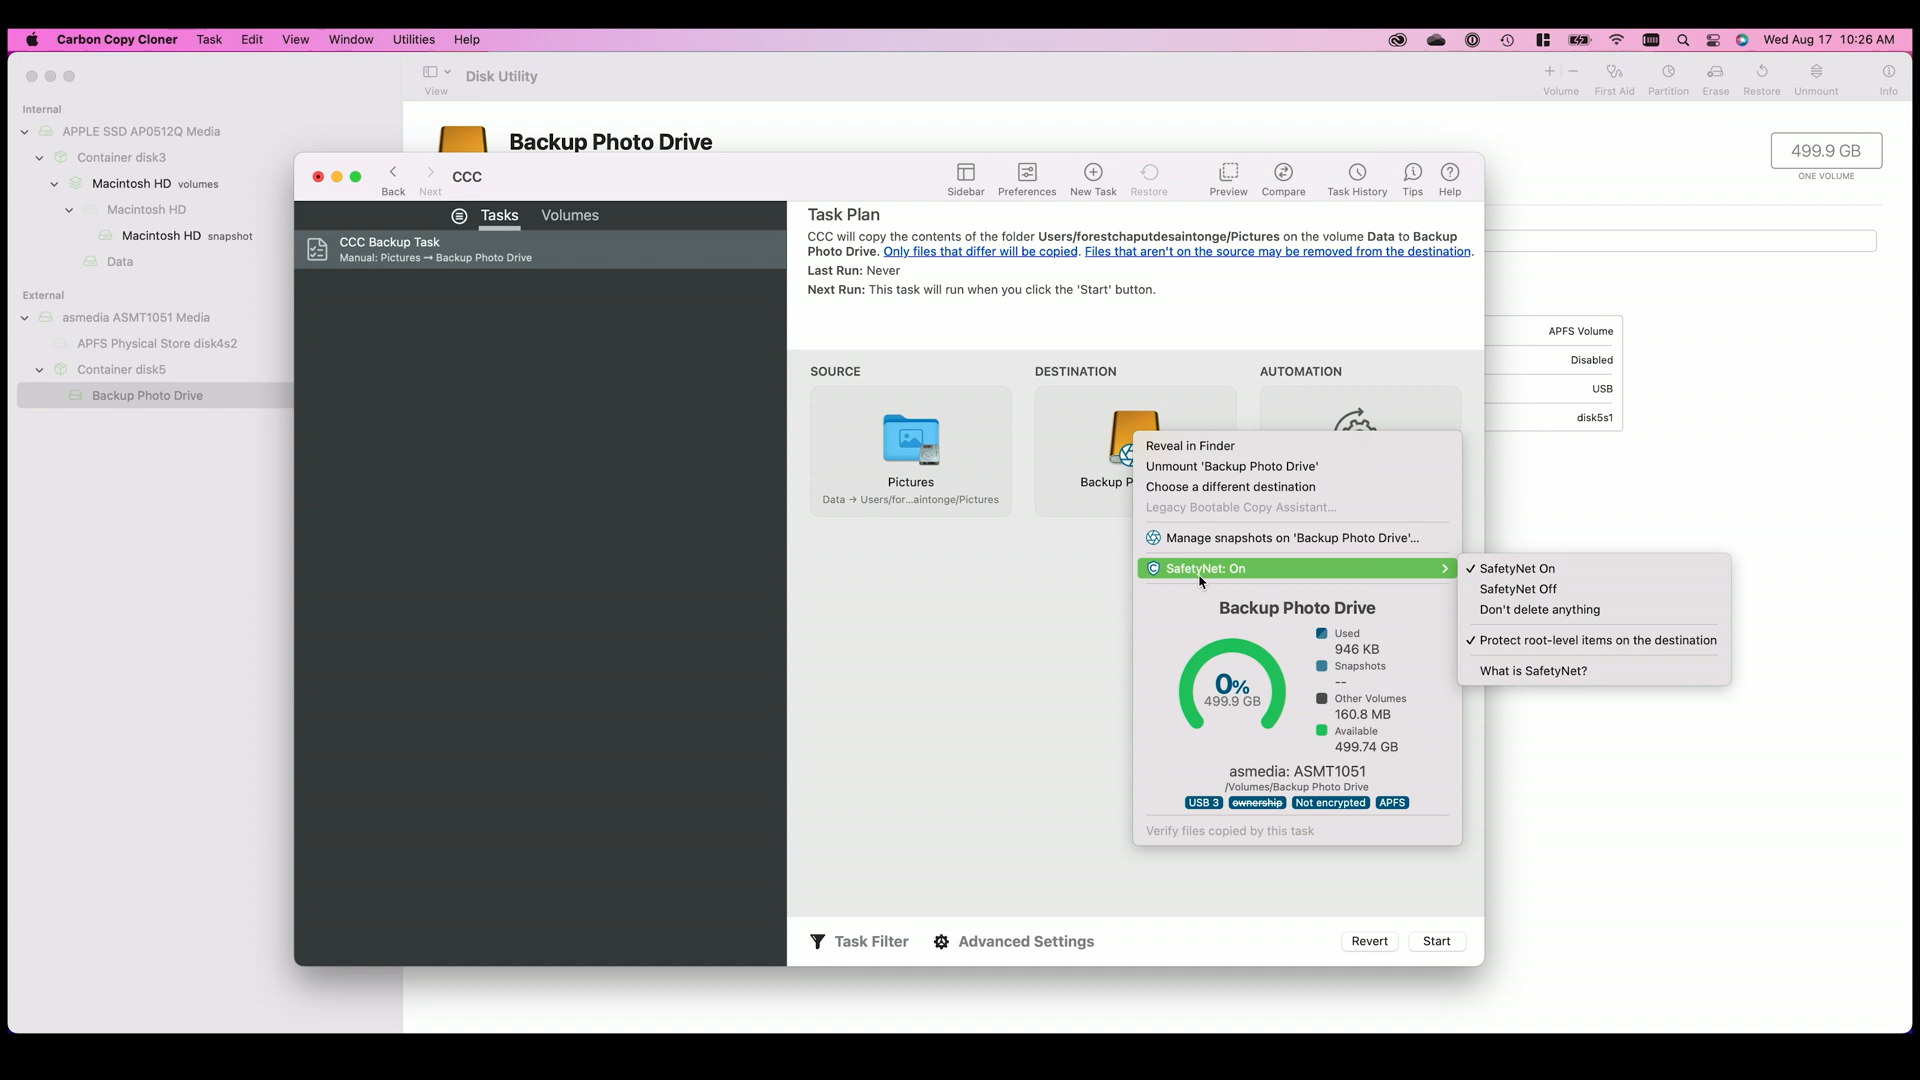 Carbon Copy Cloner Task Edit View Window Utilities Help
Wed Aug 17 10:26 AM
View
Disk Utility
Volume First Aid Partition Erase Restore Unmount Info
Internal
APPLE SSD AP0512Q Media
Container disk3
Macintosh HD volumes
Macintosh HD
Macintosh HD snapshot
Data
External
asmedia ASMT1051 Media
APFS Physical Store disk4s2
Container disk5
Backup Photo Drive
Backup Photo Drive
499.9 GB
ONE VOLUME
APFS Volume
Disabled
USB
disk5s1
Back Next
CCC
Sidebar Preferences New Task Restore Preview Compare Task History Tips Help
Tasks Volumes
CCC Backup Task
Manual: Pictures → Backup Photo Drive
Task Plan
CCC will copy the contents of the folder Users/forestchaputdesaintonge/Pictures on the volume Data to Backup
Photo Drive. Only files that differ will be copied. Files that aren't on the source may be removed from the destination.
Last Run: Never
Next Run: This task will run when you click the 'Start' button.
SOURCE DESTINATION AUTOMATION
Pictures
Data → Users/for...aintonge/Pictures
Backup P
Reveal in Finder
Unmount 'Backup Photo Drive'
Choose a different destination
Legacy Bootable Copy Assistant...
Manage snapshots on 'Backup Photo Drive'...
SafetyNet: On
Backup Photo Drive
0%
499.9 GB
Used
946 KB
Snapshots
--
Other Volumes
160.8 MB
Available
499.74 GB
asmedia: ASMT1051
/Volumes/Backup Photo Drive
USB 3 ownership Not encrypted APFS
Verify files copied by this task
✓ SafetyNet On
SafetyNet Off
Don't delete anything
✓ Protect root-level items on the destination
What is SafetyNet?
Task Filter Advanced Settings
Revert Start